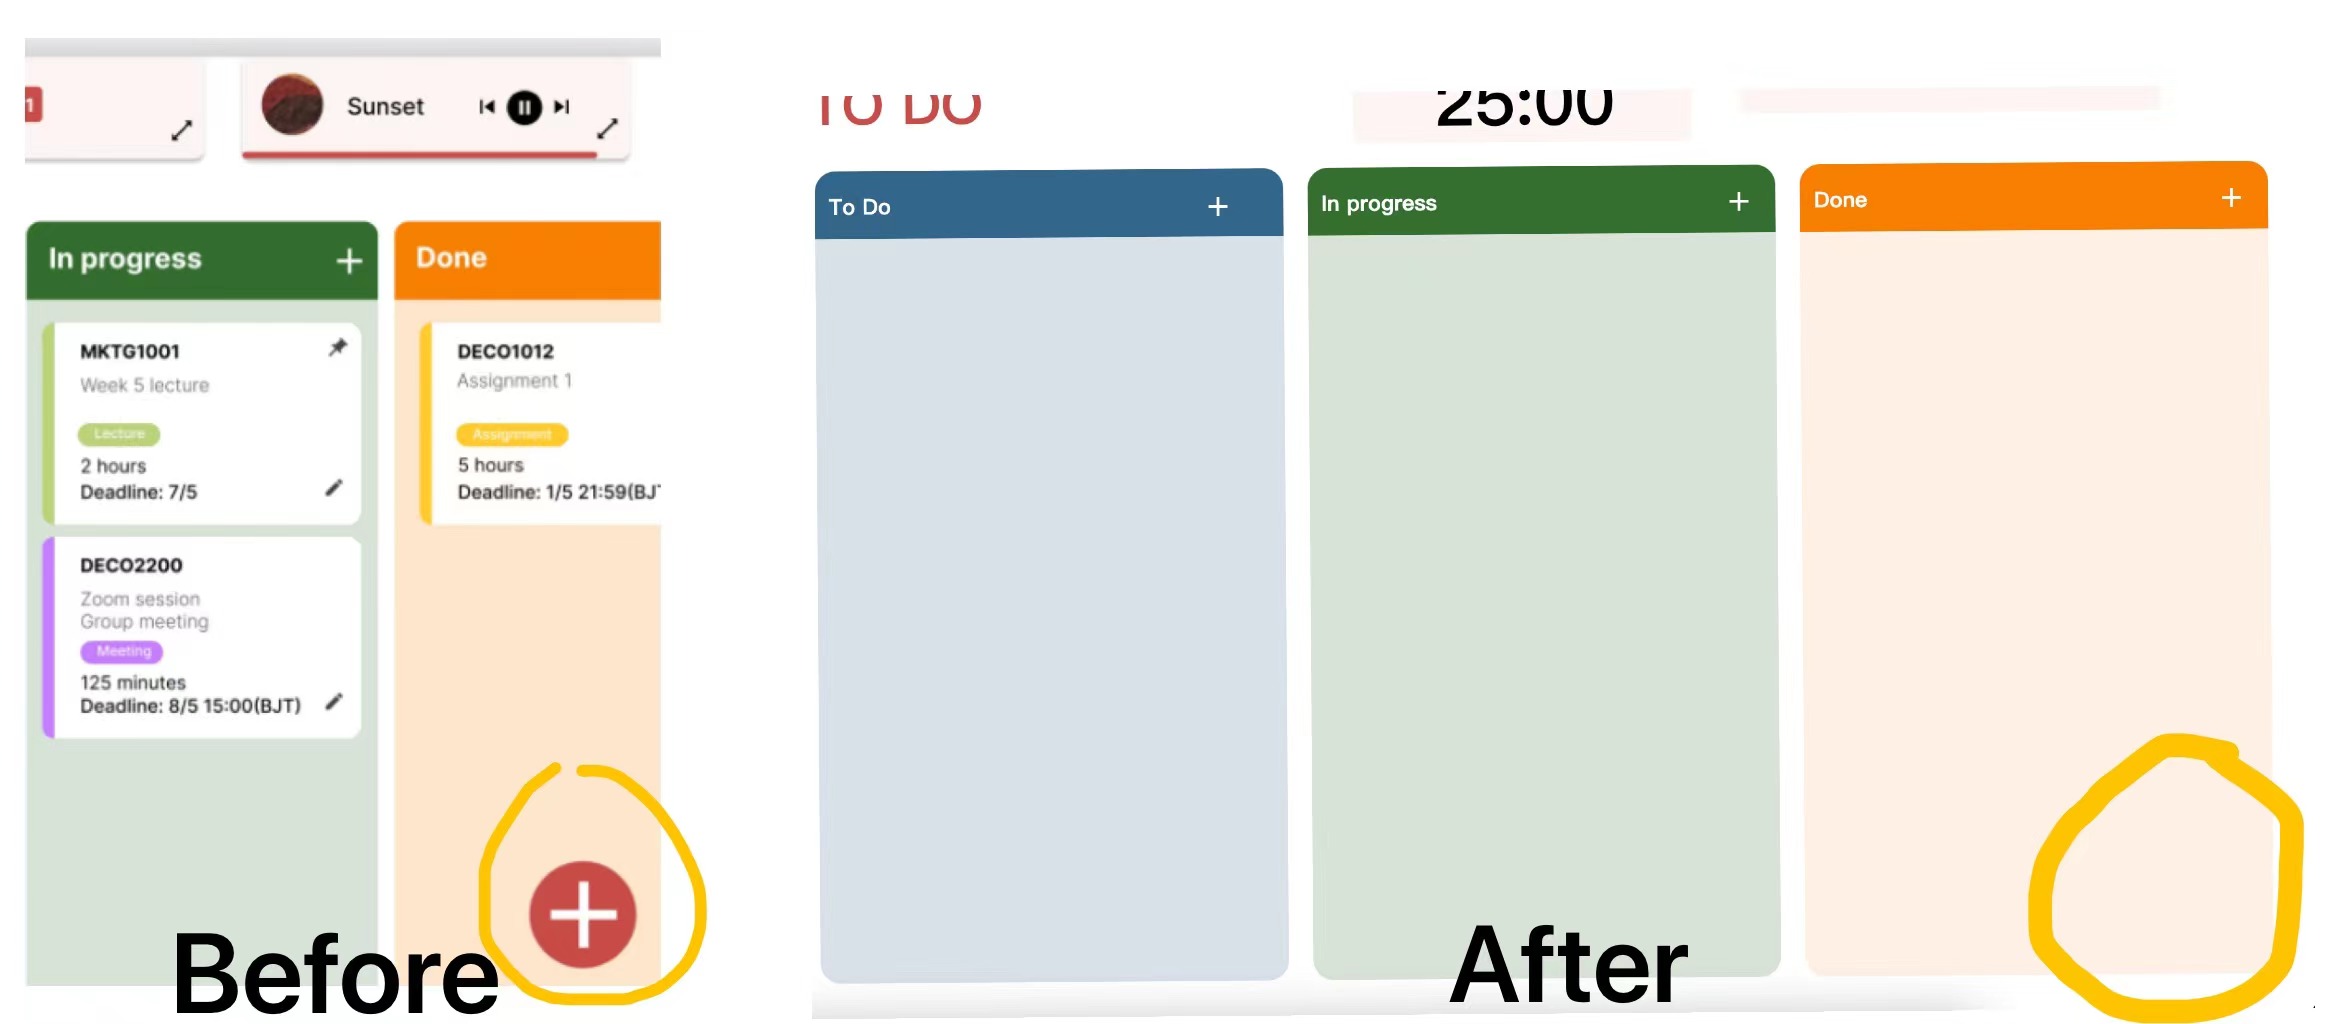 1
Sunset
In progress
Done
MKTG1001
Week 5 lecture
Lecture
2 hours
Deadline: 7/5
DECO2200
Zoom session
Group meeting
Meeting
125 minutes
Deadline: 8/5 15:00(BJT)
DECO1012
Assignment 1
Assignment
5 hours
Deadline: 1/5 21:59(BJT
Before
TO DO
25:00
To Do
In progress
Done
After